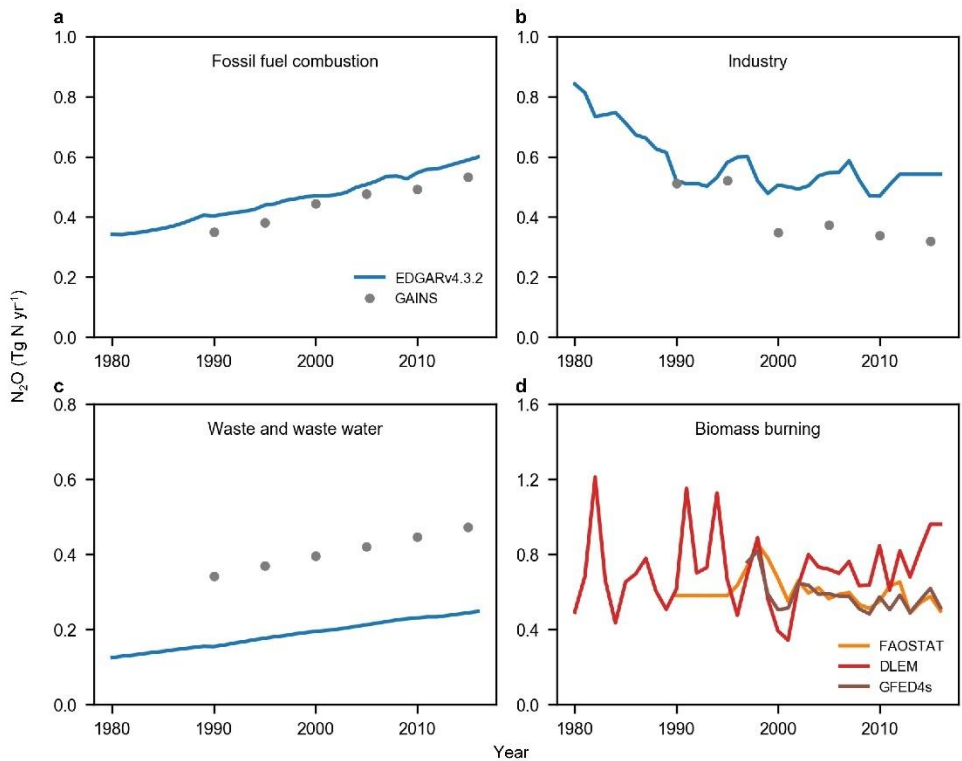 a
Fossil fuel combustion
1.0
0.8
0.6
0.4
0.2
0.0
1980 1990 2000 2010
EDGARv4.3.2
GAINS
b
Industry
1.0
0.8
0.6
0.4
0.2
0.0
1980 1990 2000 2010
N₂O (Tg N yr⁻¹)
c
Waste and waste water
0.8
0.6
0.4
0.2
0.0
1980 1990 2000 2010
d
Biomass burning
1.6
1.2
0.8
0.4
0.0
FAOSTAT
DLEM
GFED4s
1980 1990 2000 2010
Year